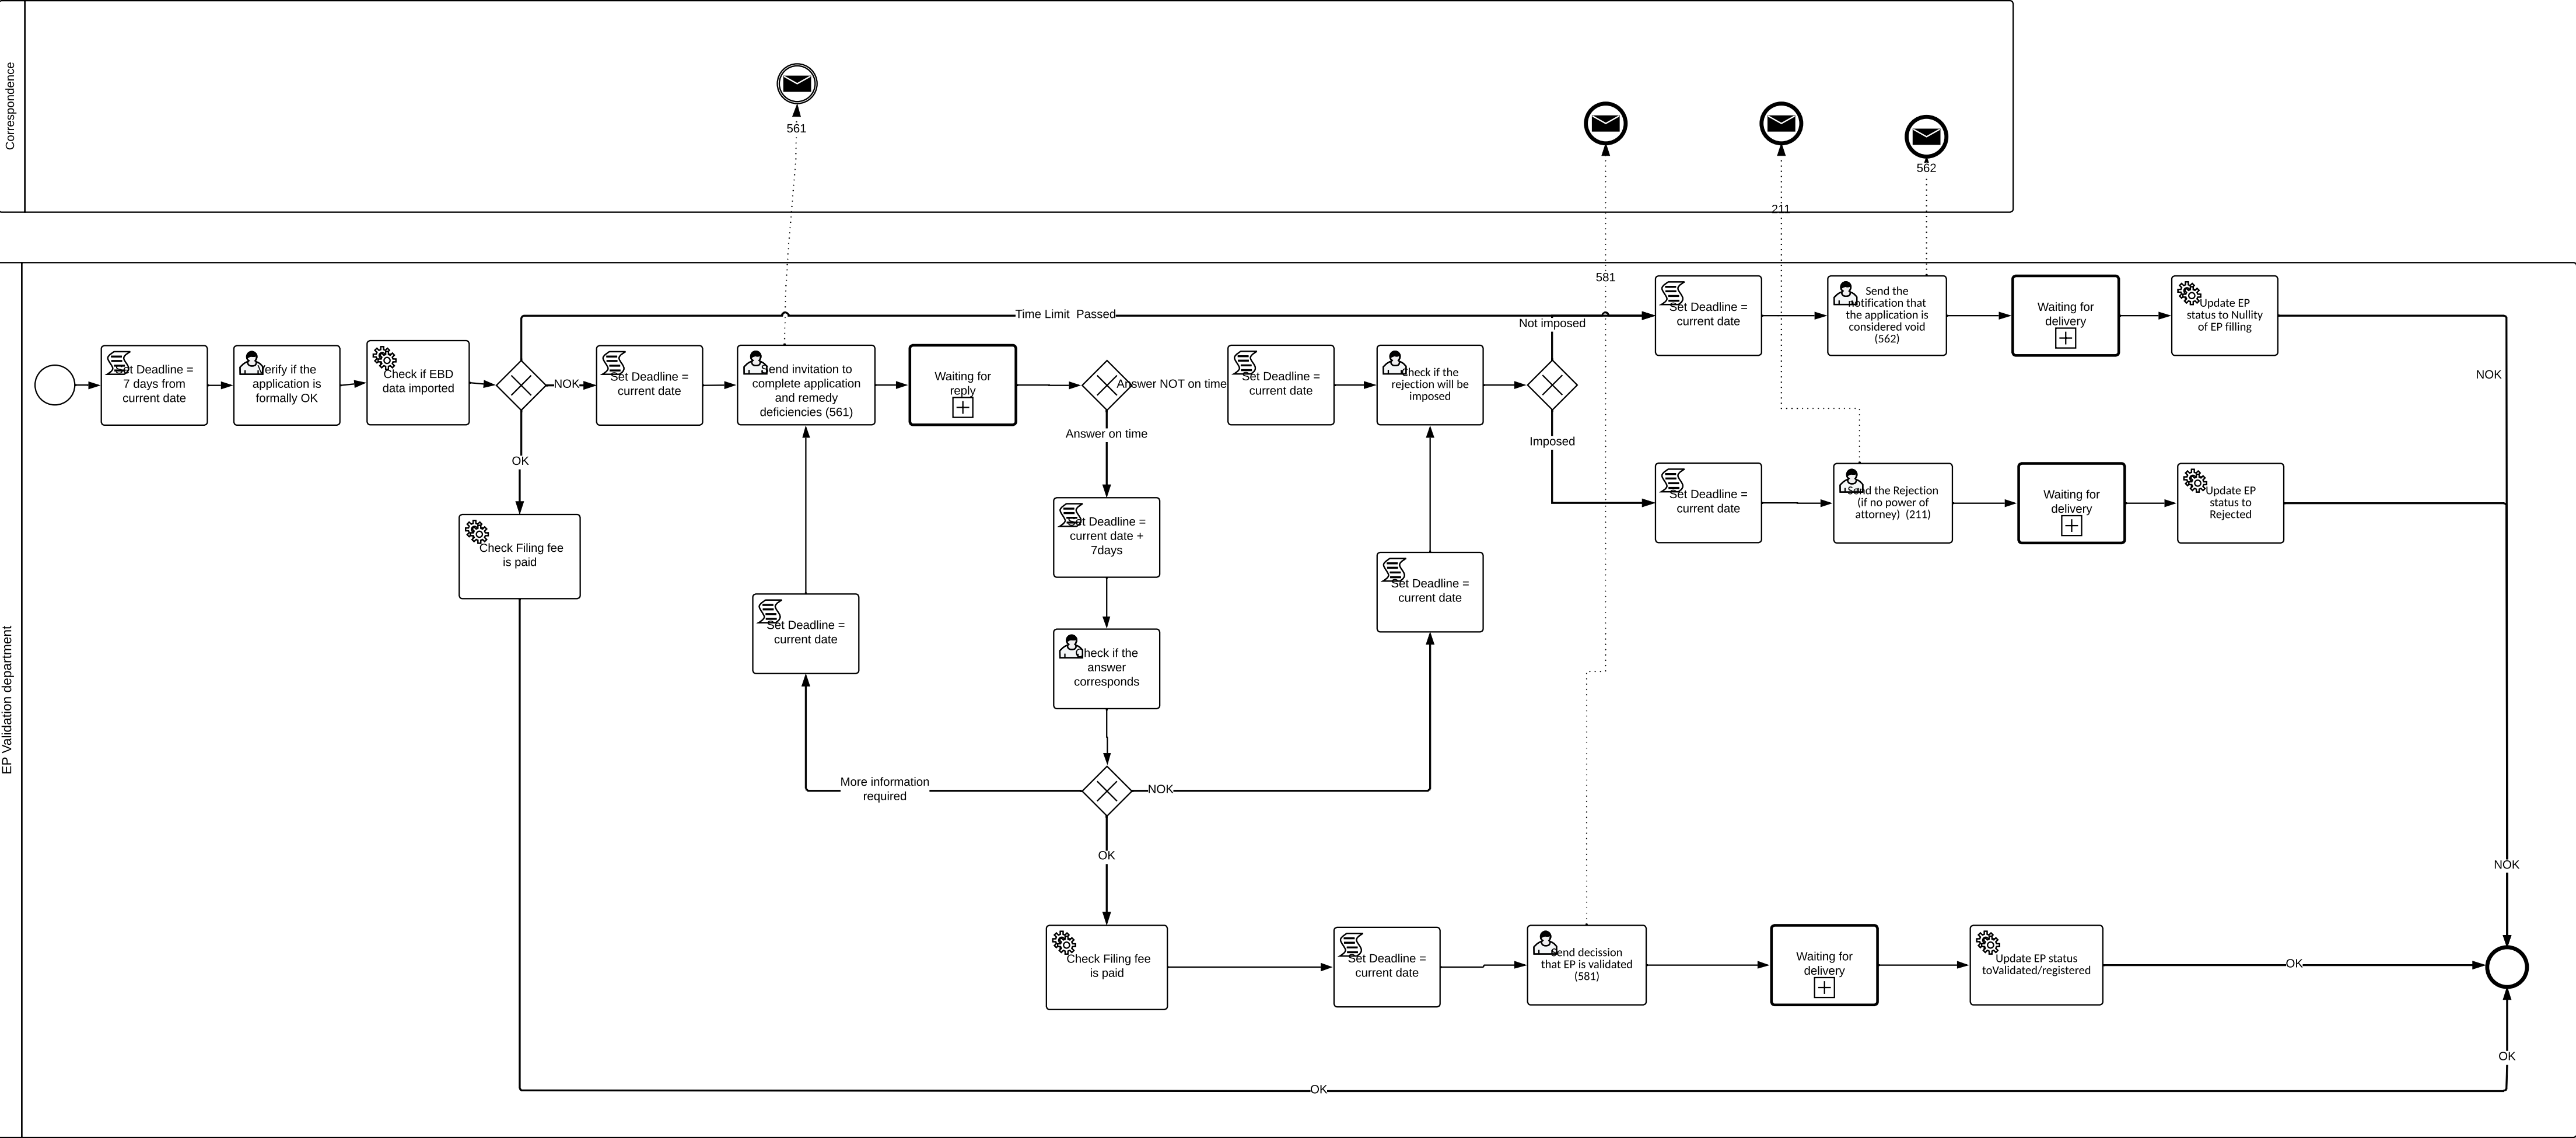 Correspondence
561
581
211
562
EP Validation department
Set Deadline =
7 days from
current date
Verify if the
application is
formally OK
Check if EBD
data imported
Time Limit  Passed
NOK
OK
Set Deadline =
current date
Send invitation to
complete application
and remedy
deficiencies (561)
Waiting for
reply
Answer NOT on time
Answer on time
Set Deadline =
current date
Check if the
rejection will be
imposed
Not imposed
Imposed
Set Deadline =
current date
Send the
notification that
the application is
considered void
(562)
Waiting for
delivery
Update EP
status to Nullity
of EP filling
NOK
Set Deadline =
current date
Send the Rejection
(if no power of
attorney)  (211)
Waiting for
delivery
Update EP
status to
Rejected
Check Filing fee
is paid
Set Deadline =
current date +
7days
Set Deadline =
current date
Set Deadline =
current date
Check if the
answer
corresponds
More information
required
NOK
OK
NOK
Check Filing fee
is paid
Set Deadline =
current date
Send decission
that EP is validated
(581)
Waiting for
delivery
Update EP status
toValidated/registered
OK
OK
OK